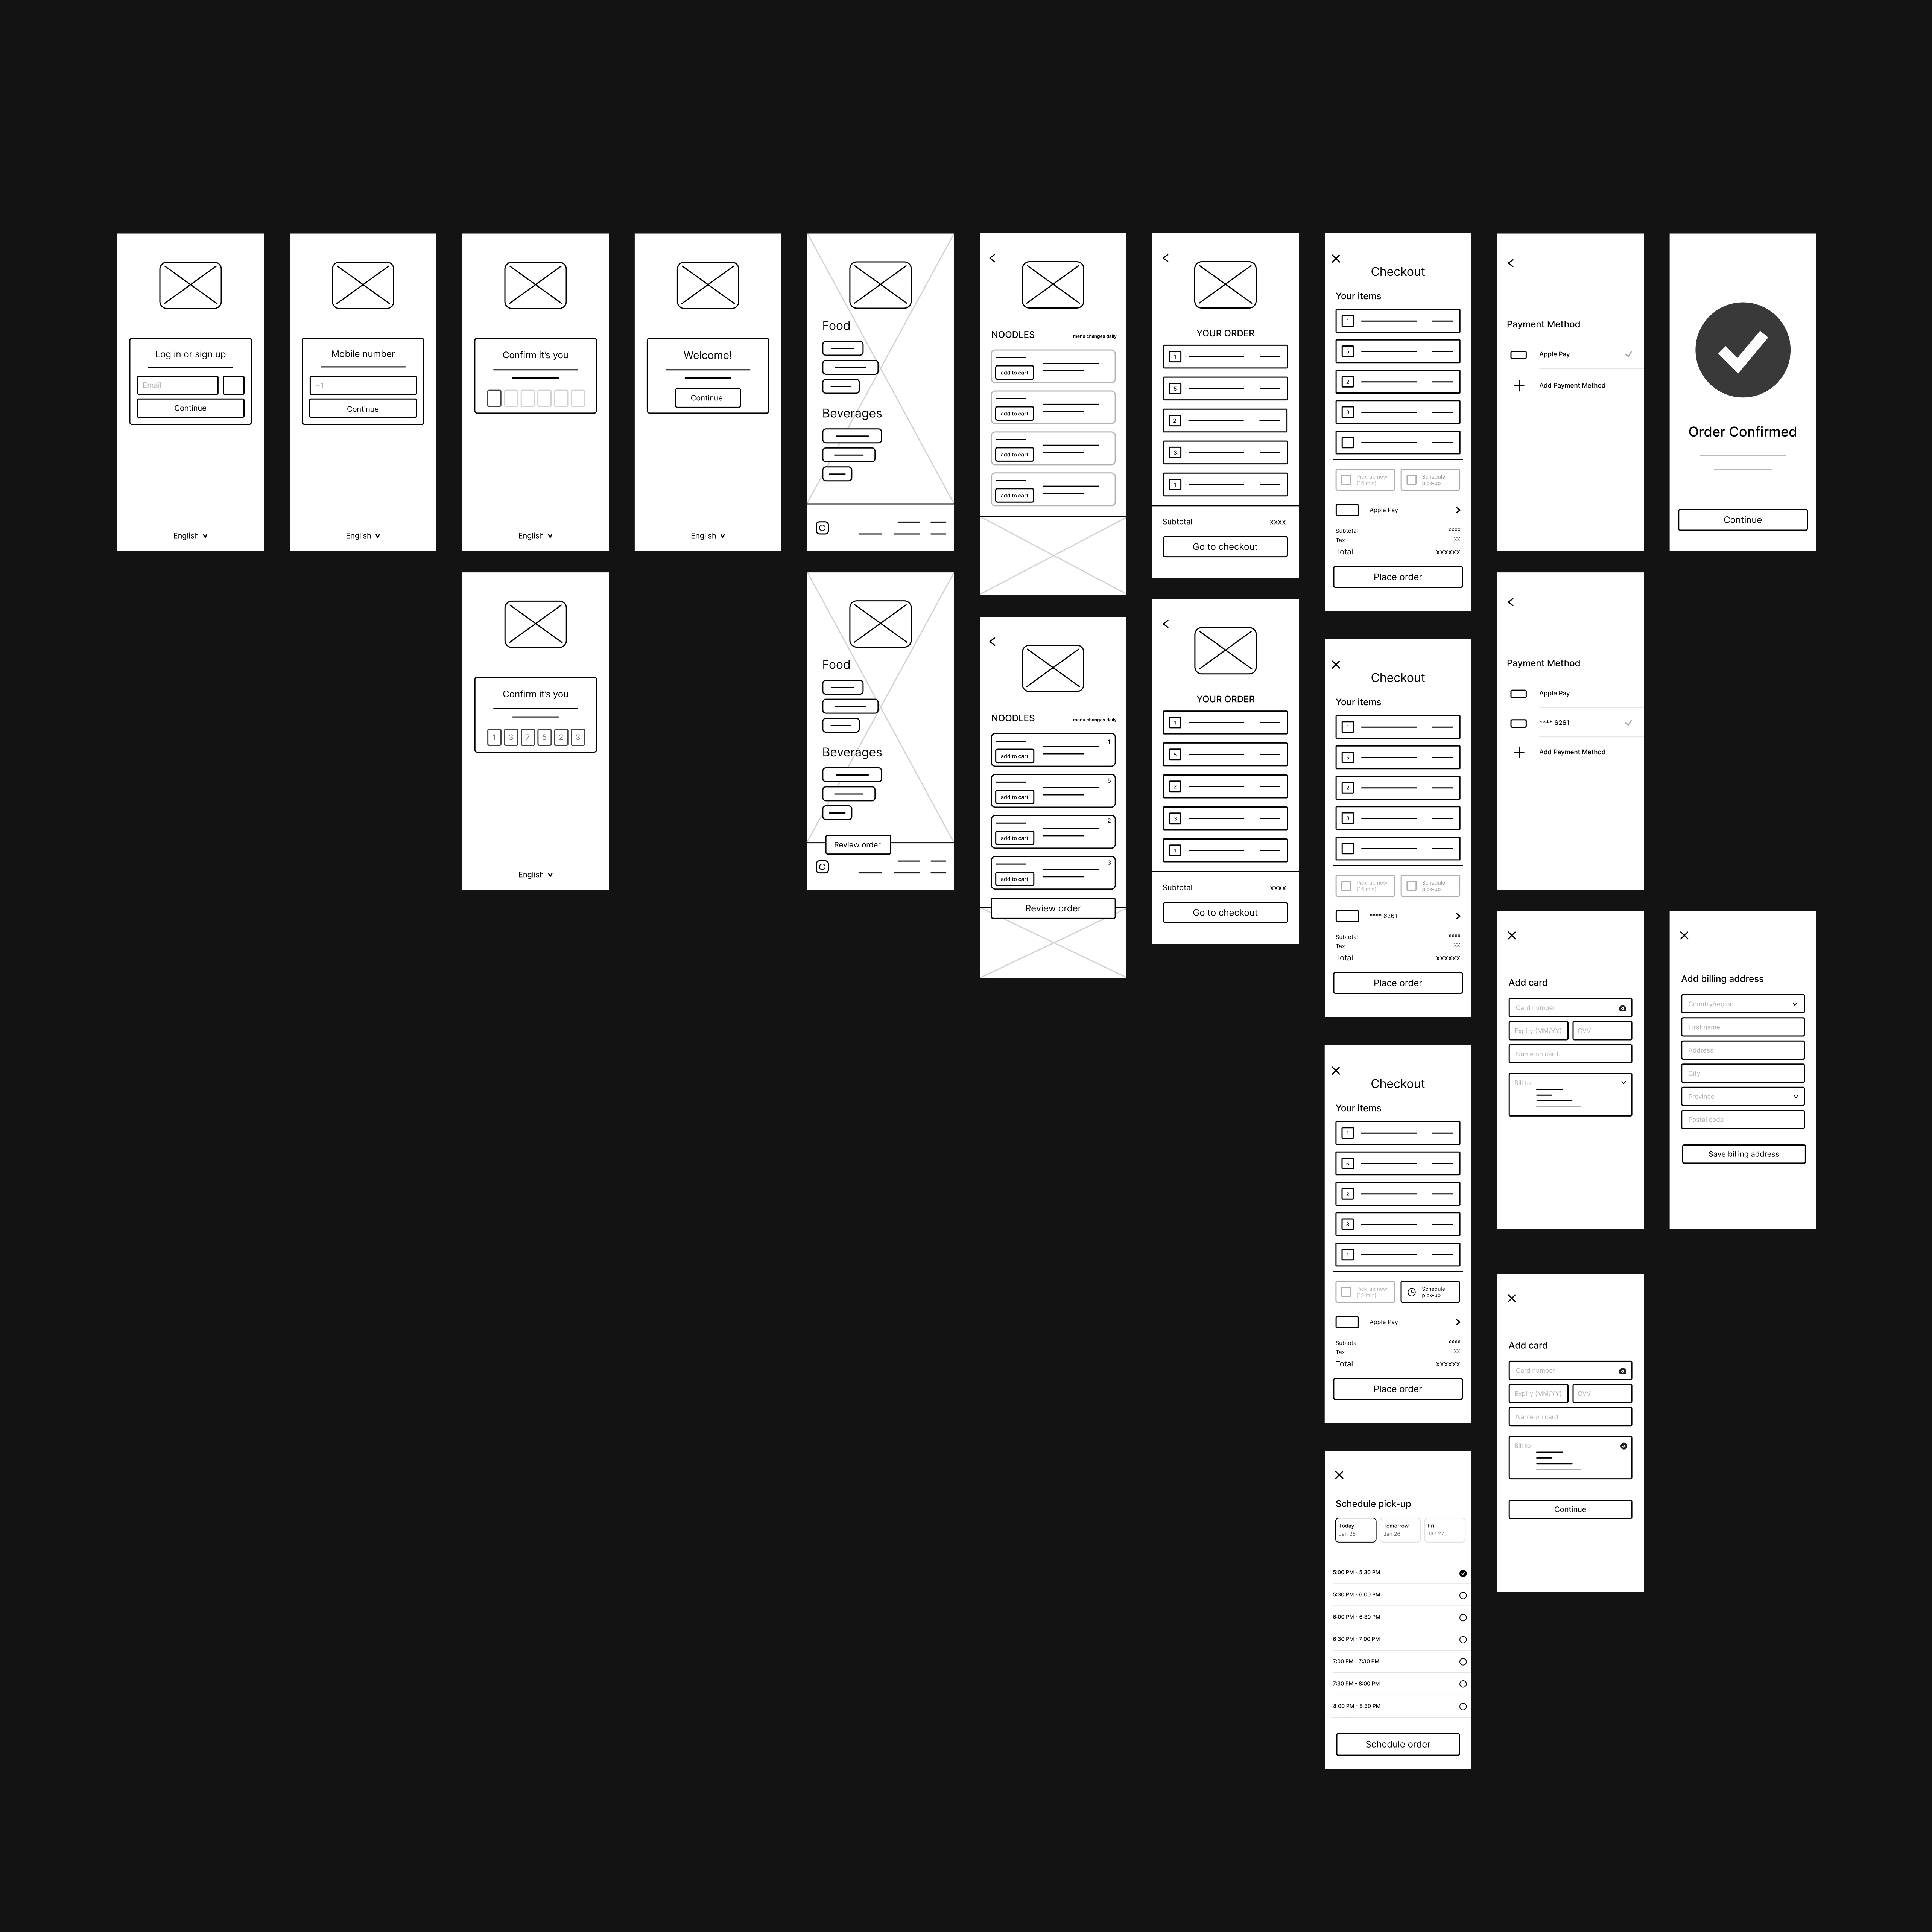 Log in or sign up
Email
Continue
English
Mobile number
+1
Continue
English
Confirm it's you
English
Welcome!
Continue
English
Food
Beverages
NOODLES menu changes daily
add to cart
add to cart
add to cart
add to cart
YOUR ORDER
1
5
2
3
1
Subtotal xxxx
Go to checkout
Checkout
Your items
1
5
2
3
1
Pick-up now
(15 min)
Schedule
pick-up
Apple Pay
Subtotal xxxx
Tax xx
Total xxxxxx
Place order
Payment Method
Apple Pay
Add Payment Method
Order Confirmed
Continue
Confirm it's you
1 3 7 5 2 3
English
Food
Beverages
Review order
NOODLES menu changes daily
1
add to cart
5
add to cart
2
add to cart
3
add to cart
Review order
YOUR ORDER
1
5
2
3
1
Subtotal xxxx
Go to checkout
Checkout
Your items
1
5
2
3
1
Pick-up now
(15 min)
Schedule
pick-up
**** 6261
Subtotal xxxx
Tax xx
Total xxxxxx
Place order
Payment Method
Apple Pay
**** 6261
Add Payment Method
Add card
Card number
Expiry (MM/YY) CVV
Name on card
Bill to
Add billing address
Country/region
First name
Address
City
Province
Postal code
Save billing address
Checkout
Your items
1
5
2
3
1
Pick-up now
(15 min)
Schedule
pick-up
Apple Pay
Subtotal xxxx
Tax xx
Total xxxxxx
Place order
Add card
Card number
Expiry (MM/YY) CVV
Name on card
Bill to
Continue
Schedule pick-up
Today
Jan 25
Tomorrow
Jan 26
Fri
Jan 27
5:00 PM - 5:30 PM
5:30 PM - 6:00 PM
6:00 PM - 6:30 PM
6:30 PM - 7:00 PM
7:00 PM - 7:30 PM
7:30 PM - 8:00 PM
8:00 PM - 8:30 PM
Schedule order